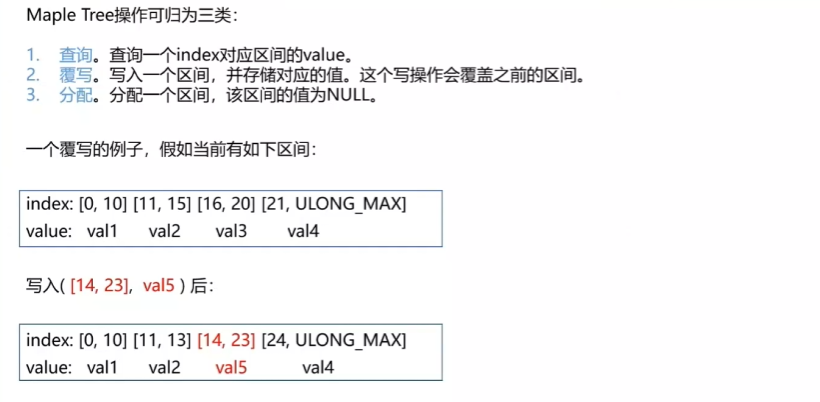 Maple Tree操作可归为三类：
1. 查询。查询一个index对应区间的value。
2. 覆写。写入一个区间，并存储对应的值。这个写操作会覆盖之前的区间。
3. 分配。分配一个区间，该区间的值为NULL。
一个覆写的例子，假如当前有如下区间：
index: [0, 10] [11, 15] [16, 20] [21, ULONG_MAX]
value: val1 val2 val3 val4
写入( [14, 23], val5 ) 后：
index: [0, 10] [11, 13] [14, 23] [24, ULONG_MAX]
value: val1 val2 val5 val4